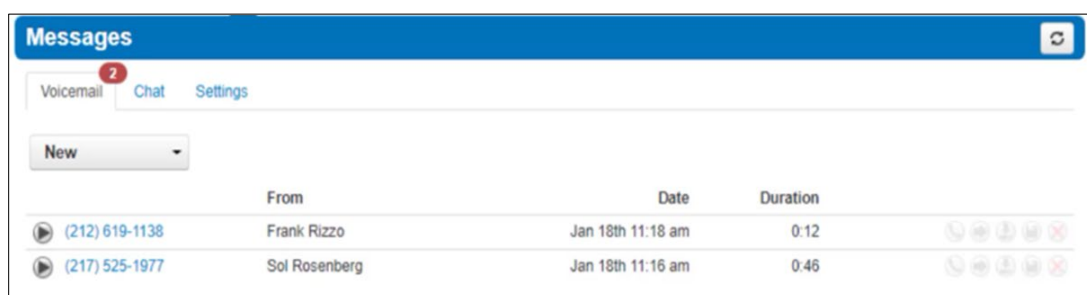 Messages
2
Voicemail Chat Settings
New
From Date Duration
(212) 619-1138 Frank Rizzo Jan 18th 11:18 am 0:12
(217) 525-1977 Sol Rosenberg Jan 18th 11:16 am 0:46